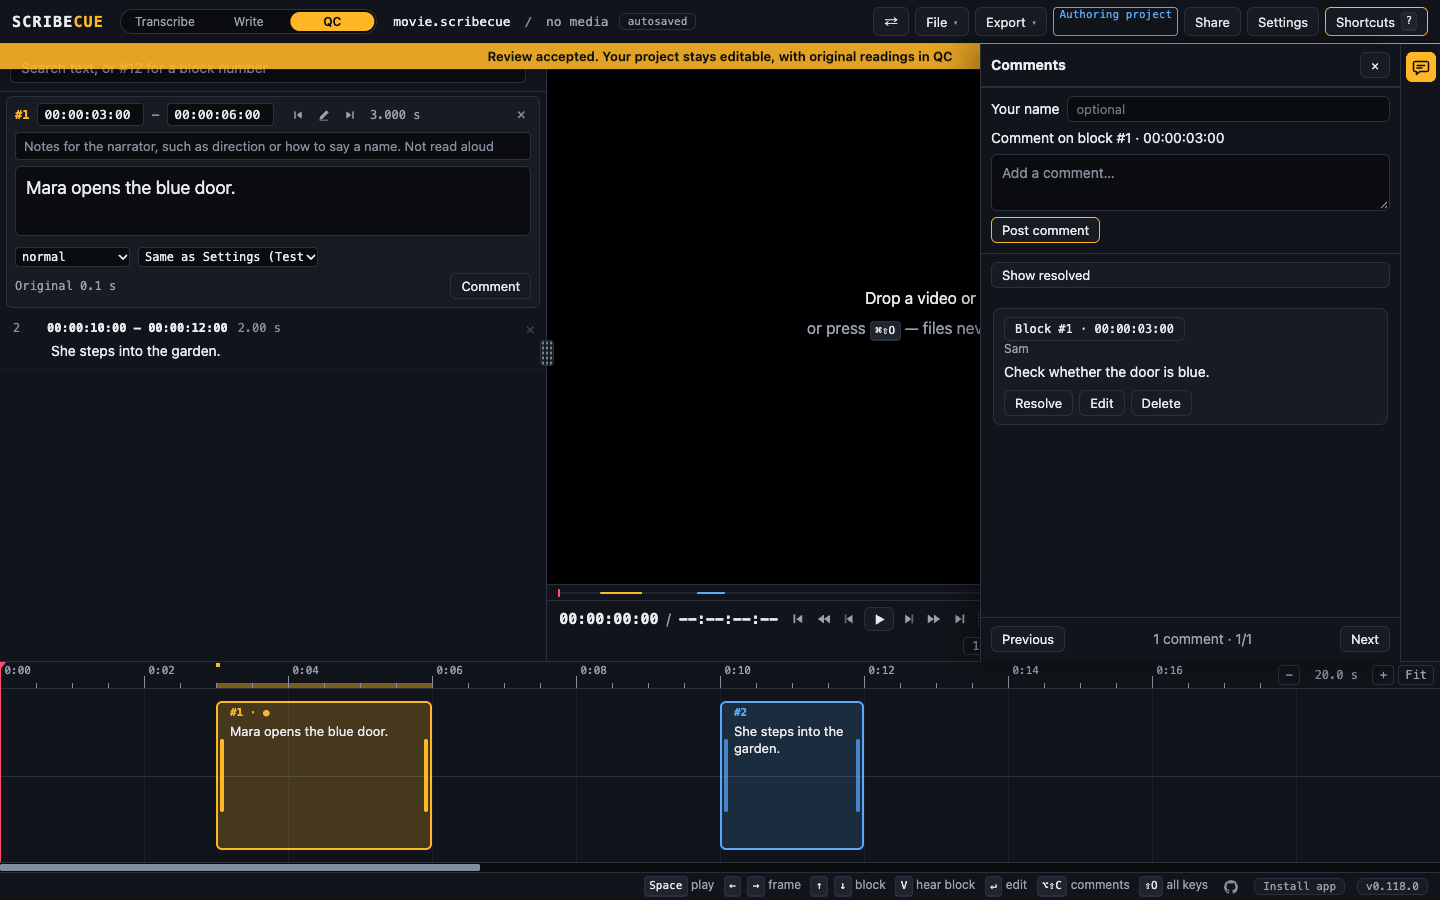 SCRIBECUE Transcribe Write QC movie.scribecue / no media autosaved ⇄ File ▾ Export ▾ Authoring project Share Settings Shortcuts ?
Review accepted. Your project stays editable, with original readings in QC
Search text, or #12 for a block number
#1 00:00:03:00 – 00:00:06:00 3.000 s ×
Notes for the narrator, such as direction or how to say a name. Not read aloud
Mara opens the blue door.
normal Same as Settings (Test
Original 0.1 s Comment
2 00:00:10:00 – 00:00:12:00 2.00 s ×
She steps into the garden.
Drop a video or
or press ⌘⇧O — files nev
00:00:00:00 / ––:––:––:––
1
Comments ×
Your name optional
Comment on block #1 · 00:00:03:00
Add a comment...
Post comment
Show resolved
Block #1 · 00:00:03:00
Sam
Check whether the door is blue.
Resolve Edit Delete
Previous 1 comment · 1/1 Next
0:00 0:02 0:04 0:06 0:08 0:10 0:12 0:14 0:16 − 20.0 s + Fit
#1 · ●
Mara opens the blue door.
#2
She steps into the
garden.
Space play ← → frame ↑ ↓ block V hear block ↵ edit ⌥⇧C comments ⇧O all keys Install app v0.118.0